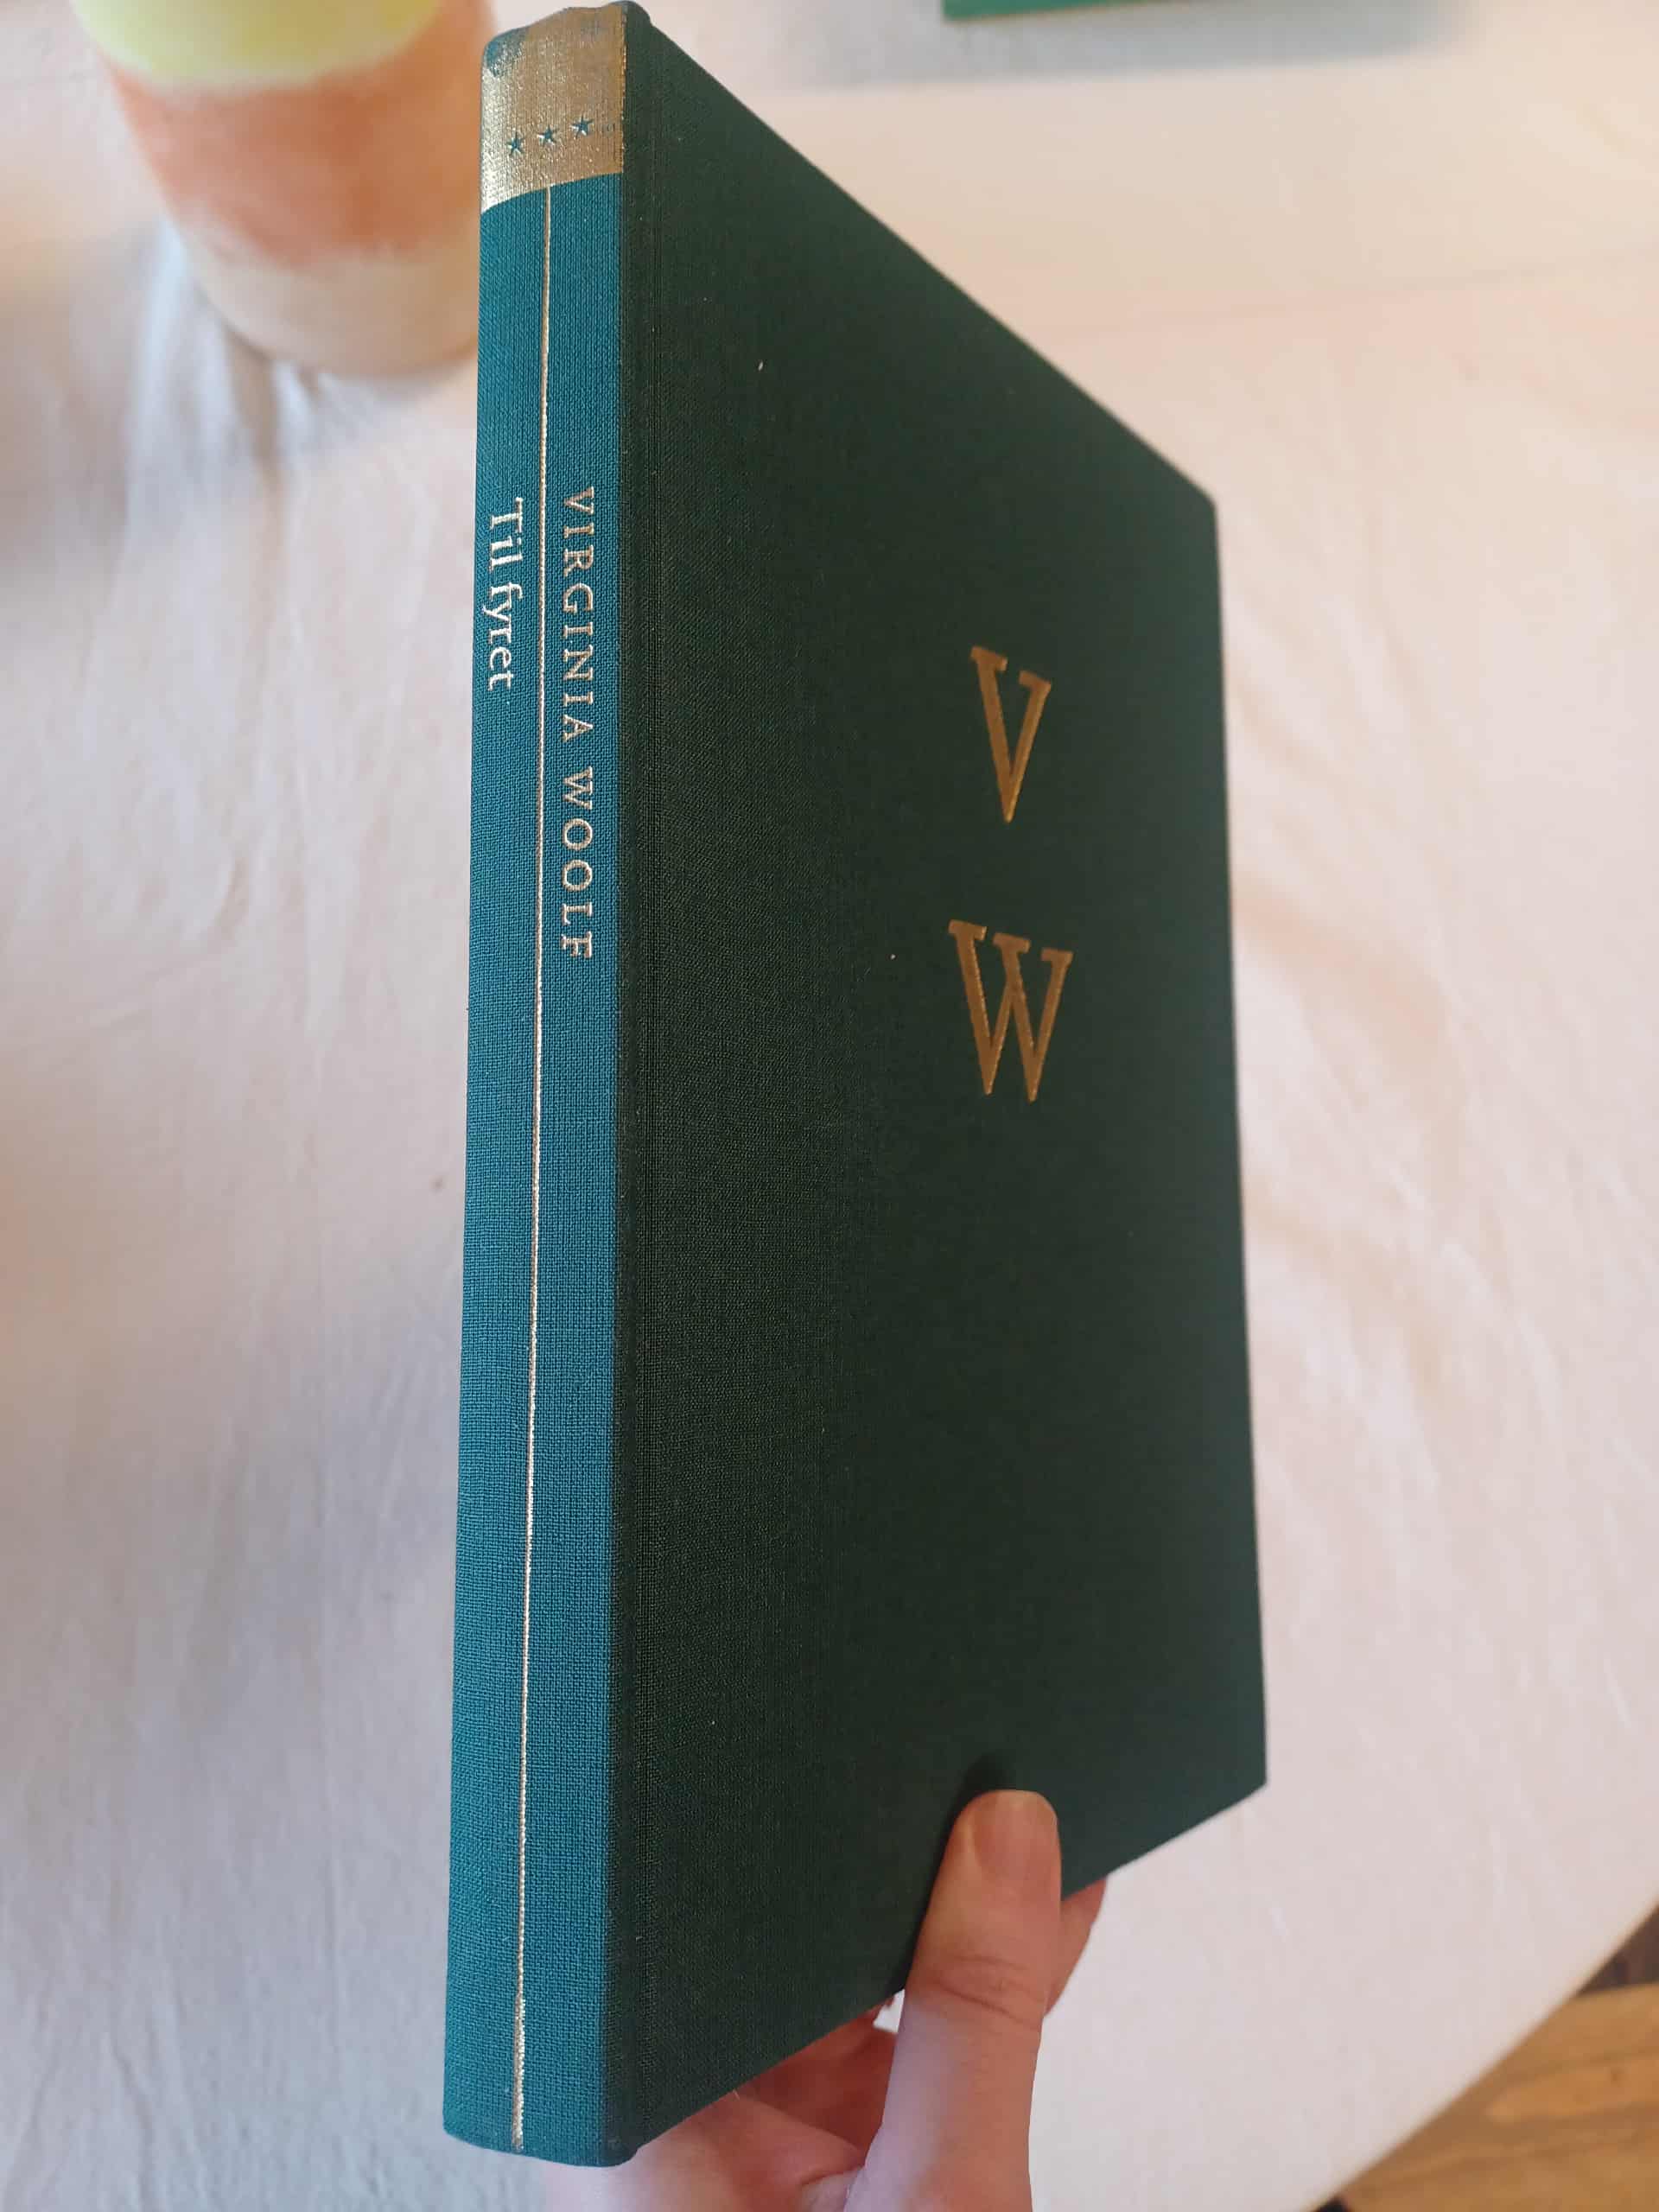 VIRGINIA WOOLF
Til fyret
V
W